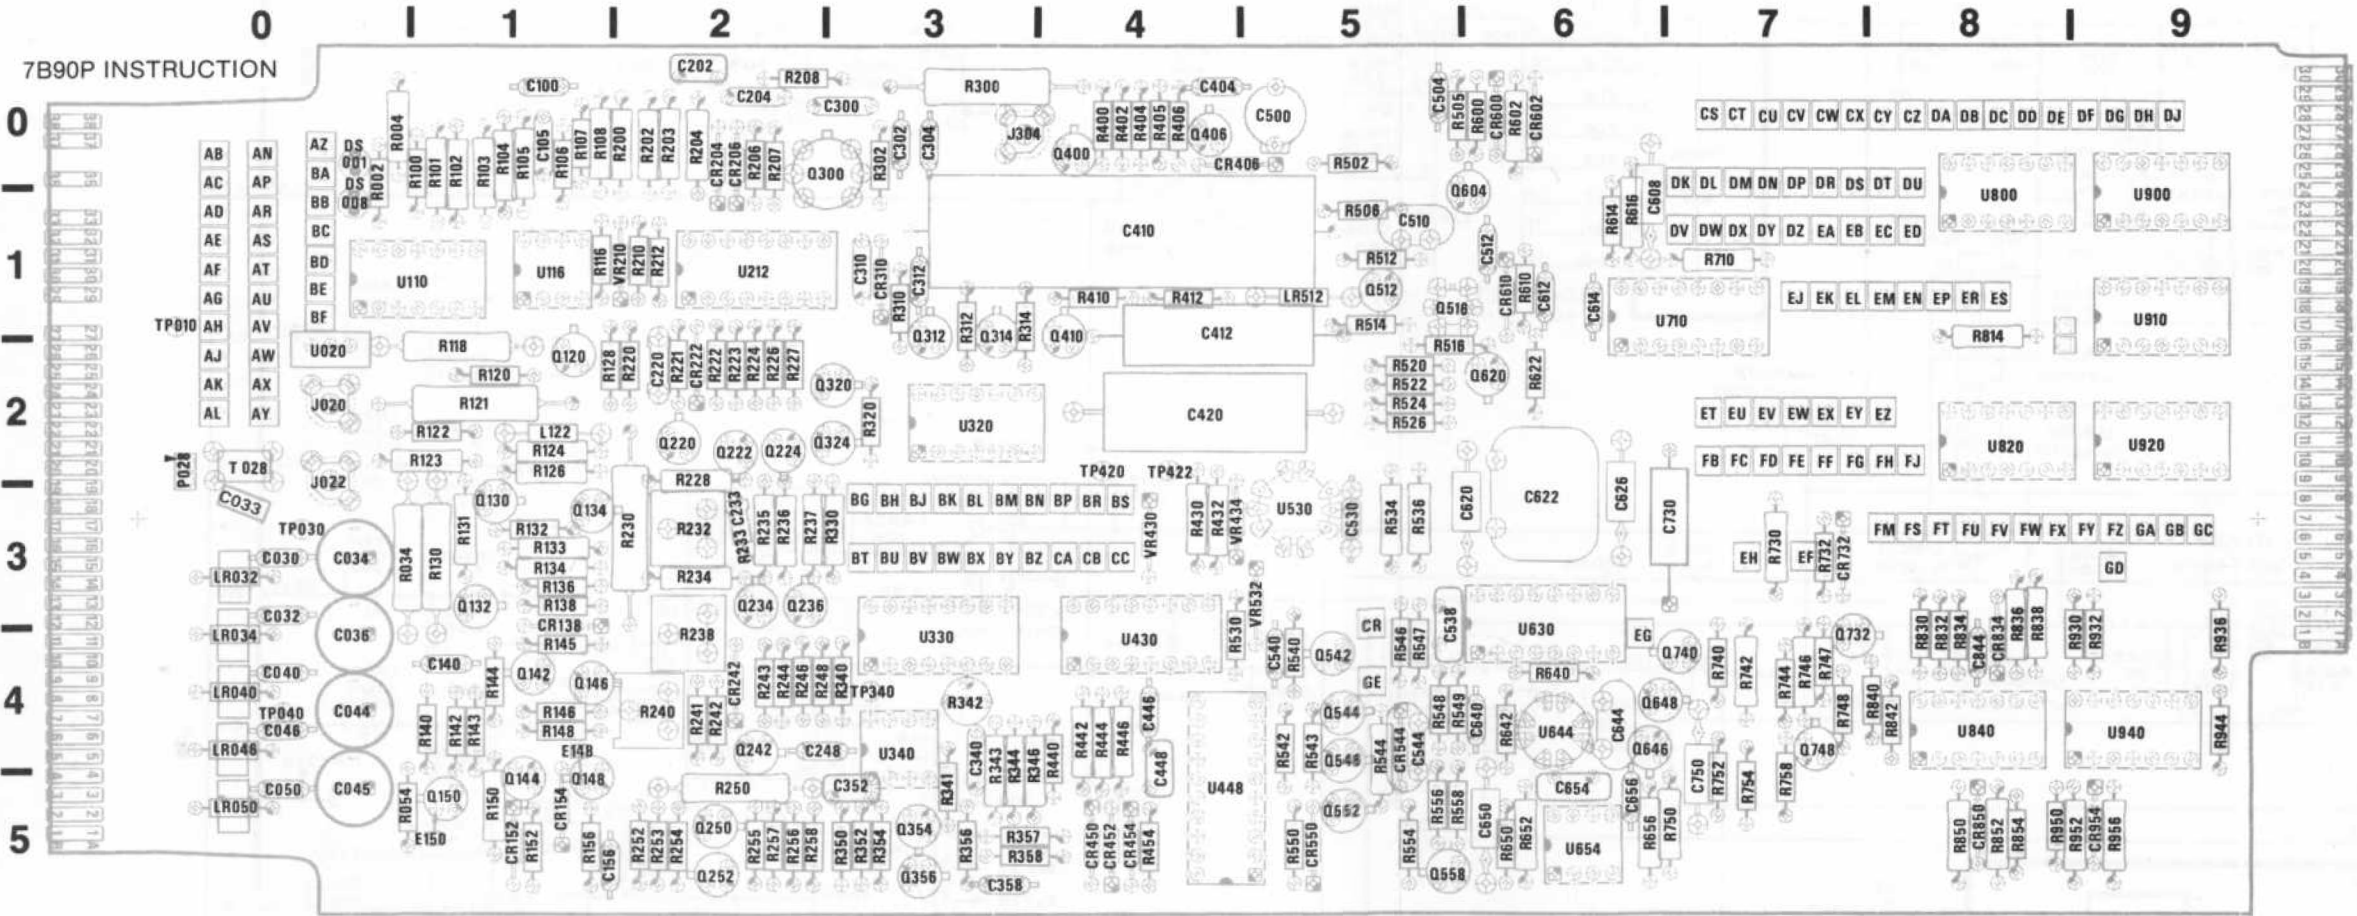 0 1 2 3 4 5 6 7 8 9
7B90P INSTRUCTION
C202 R208 C100 C204 C300 R300 C404 C500 C504 R505 R600 CR600 R602 CR602
0
R004 R107 R108 R200 R202 R203 R204 C302 C304 J304 R400 R402 R404 R405 R406 Q406
CS CT CU CV CW CX CY CZ DA DB DC DD DE DF DG DH DJ
AB AN AZ DS 001 R002 R100 R101 R102 R103 R104 R105 C105 R106 CR204 CR206 R206 R207 Q300 R302 Q400 CR406 R502
AC AP BA DS 008 Q604 R614 R616 C608 DK DL DM DN DP DR DS DT DU U800 U900
AD AR BB R506 C510
AE AS BC C410 DV DW DX DY DZ EA EB EC ED
1
AF AT BD U110 U116 R116 VR210 R210 R212 U212 C310 CR310 C312 R310 R512 C512 CR610 R610 C612 C614 R710
AG AU BE R410 R412 LR512 Q512 Q516 EJ EK EL EM EN EP ER ES
TP010 AH AV BF Q312 R312 Q314 R314 Q410 C412 R514 U710 R814 U910
AJ AW U020 R118 Q120 R128 R220 C220 R221 CR222 R222 R223 R224 R226 R227 R516
AK AX R120 Q320 R520 R522 Q620 R622
2
AL AY J020 R121 R320 U320 C420 R524 R526 ET EU EV EW EX EY EZ
R122 L122 R124 Q220 Q222 Q224 Q324 U820 U920
P028 T028 J022 R123 R126 R228 TP420 TP422 FB FC FD FE FF FG FH FJ
C033 Q130 Q134 R230 R232 C233 R233 R235 R236 R237 R330 BG BH BJ BK BL BM BN BP BR BS VR430 R430 R432 VR434 U530 C530 R534 R536 C620 C622 C626 C730
3
TP030 C030 C034 R034 R130 R131 R132 R133 R134 R730 R732 CR732 FM FS FT FU FV FW FX FY FZ GA GB GC
BT BU BV BW BX BY BZ CA CB CC EH EF GD
LR032 R136 R234
C032 Q132 R138 Q234 Q236 VR532
LR034 C036 CR138 R145 R238 U330 U430 R530 C540 R540 Q542 CR R546 R547 C538 U630 EG Q740 R740 R742 R744 R746 R747 Q732 R830 R832 R834 C844 CR834 R836 R838 R930 R932 R936
C040 C140 R144 Q142 Q146 CR242 R243 R244 R246 R248 R340 GE R640
4
LR040 TP340 R342
TP040 C046 C044 R140 R142 R143 R146 R148 R240 R241 R242 R442 R444 R446 C446 Q544 R548 R549 C640 R642 U644 C644 Q648 R748 R840 R842 U840 U940 R944
LR046 E148 Q242 C248 U340 C340 R343 R344 R346 R440 C448 R542 R543 Q546 R544 CR544 C544 Q646 Q748
C050 C045 Q144 Q148 R250 C352 R341 U448 C654 C656 C750 R752 R754 R758
LR050 R054 Q150 R150 CR154 Q552 R556 R558 C650
5
E150 CR152 R152 R156 C156 R252 R253 R254 Q250 R255 R257 R256 R258 R350 R352 R354 Q354 R356 R357 R358 CR450 CR452 CR454 R454 R550 CR550 R554 R650 R652 U654 R656 R750 R850 CR850 R852 R854 R950 R952 CR954 R956
Q252 Q356 C358 Q558